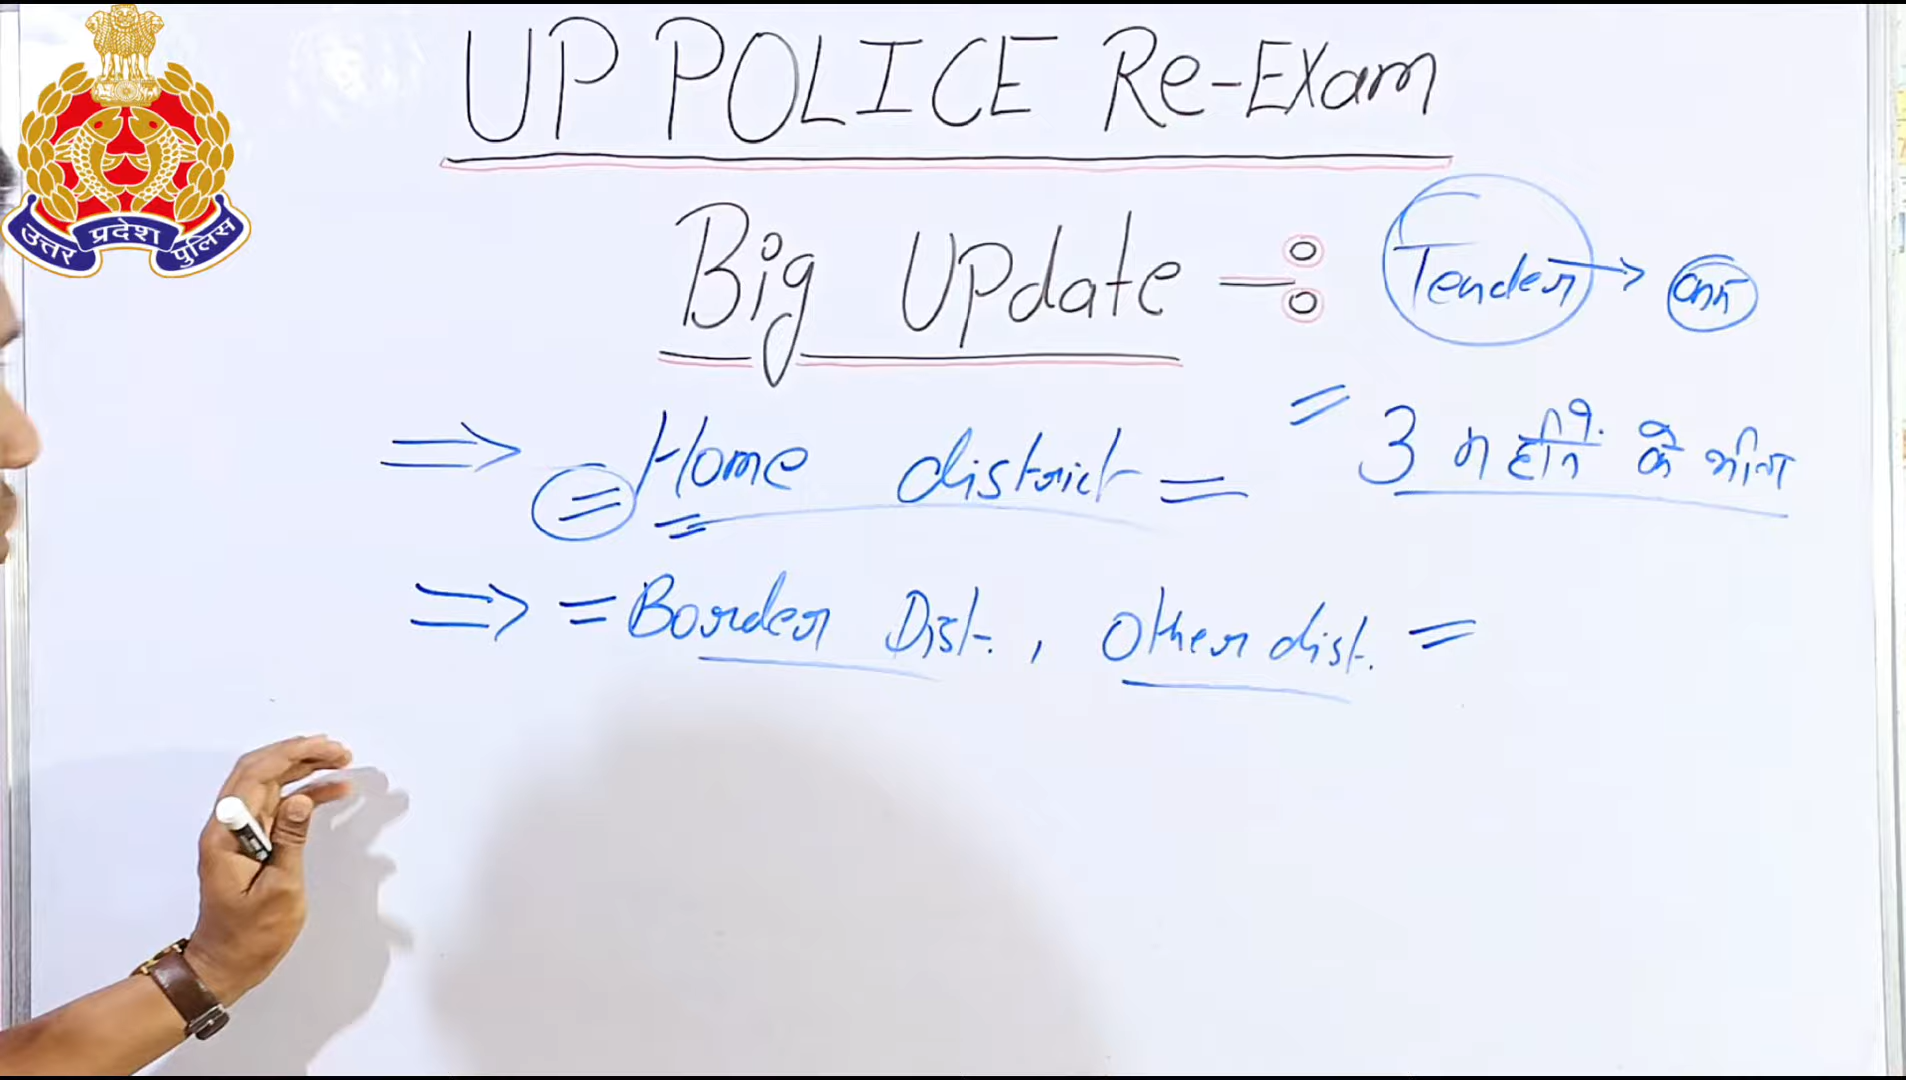 उत्तर प्रदेश पुलिस
UP POLICE Re-Exam
Big Update -:
Tender →
⇒ = Home district =
= 3 महीने के भीतर
⇒ = Border Dist., Other dist. =